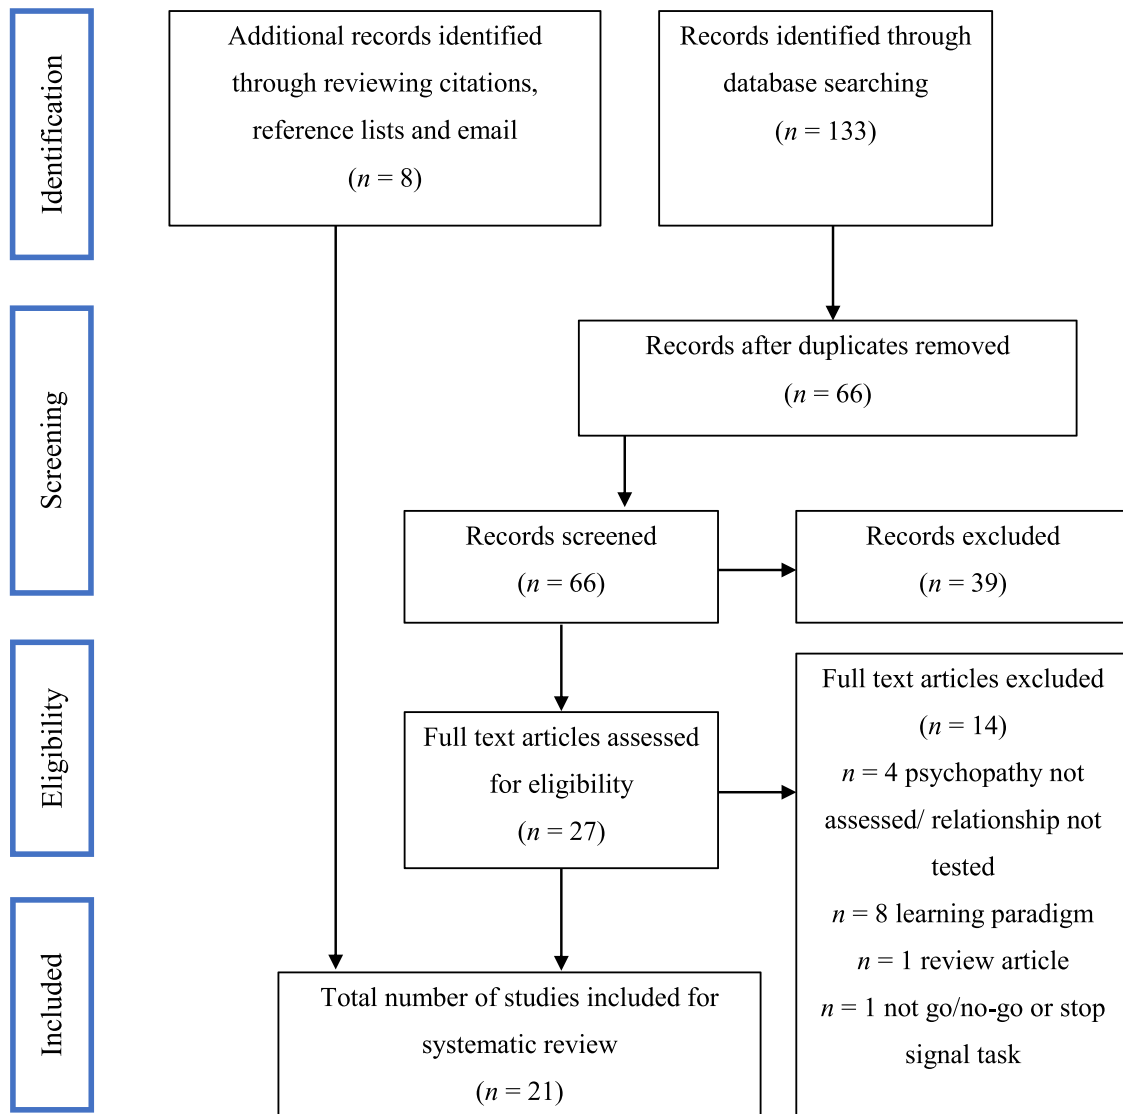 Identification
Additional records identified
through reviewing citations,
reference lists and email
(n = 8)
Records identified through
database searching
(n = 133)
Screening
Records after duplicates removed
(n = 66)
Records screened
(n = 66)
Records excluded
(n = 39)
Eligibility
Full text articles assessed
for eligibility
(n = 27)
Full text articles excluded
(n = 14)
n = 4 psychopathy not
assessed/ relationship not
tested
n = 8 learning paradigm
n = 1 review article
n = 1 not go/no-go or stop
signal task
Included
Total number of studies included for
systematic review
(n = 21)